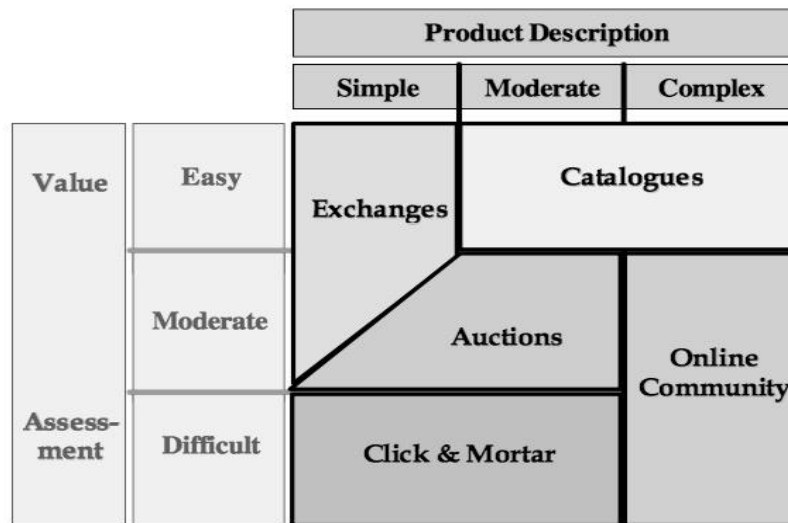 Product Description
Simple Moderate Complex
Value
Easy
Exchanges
Catalogues
Moderate
Auctions
Online
Community
Assess-
ment
Difficult
Click & Mortar